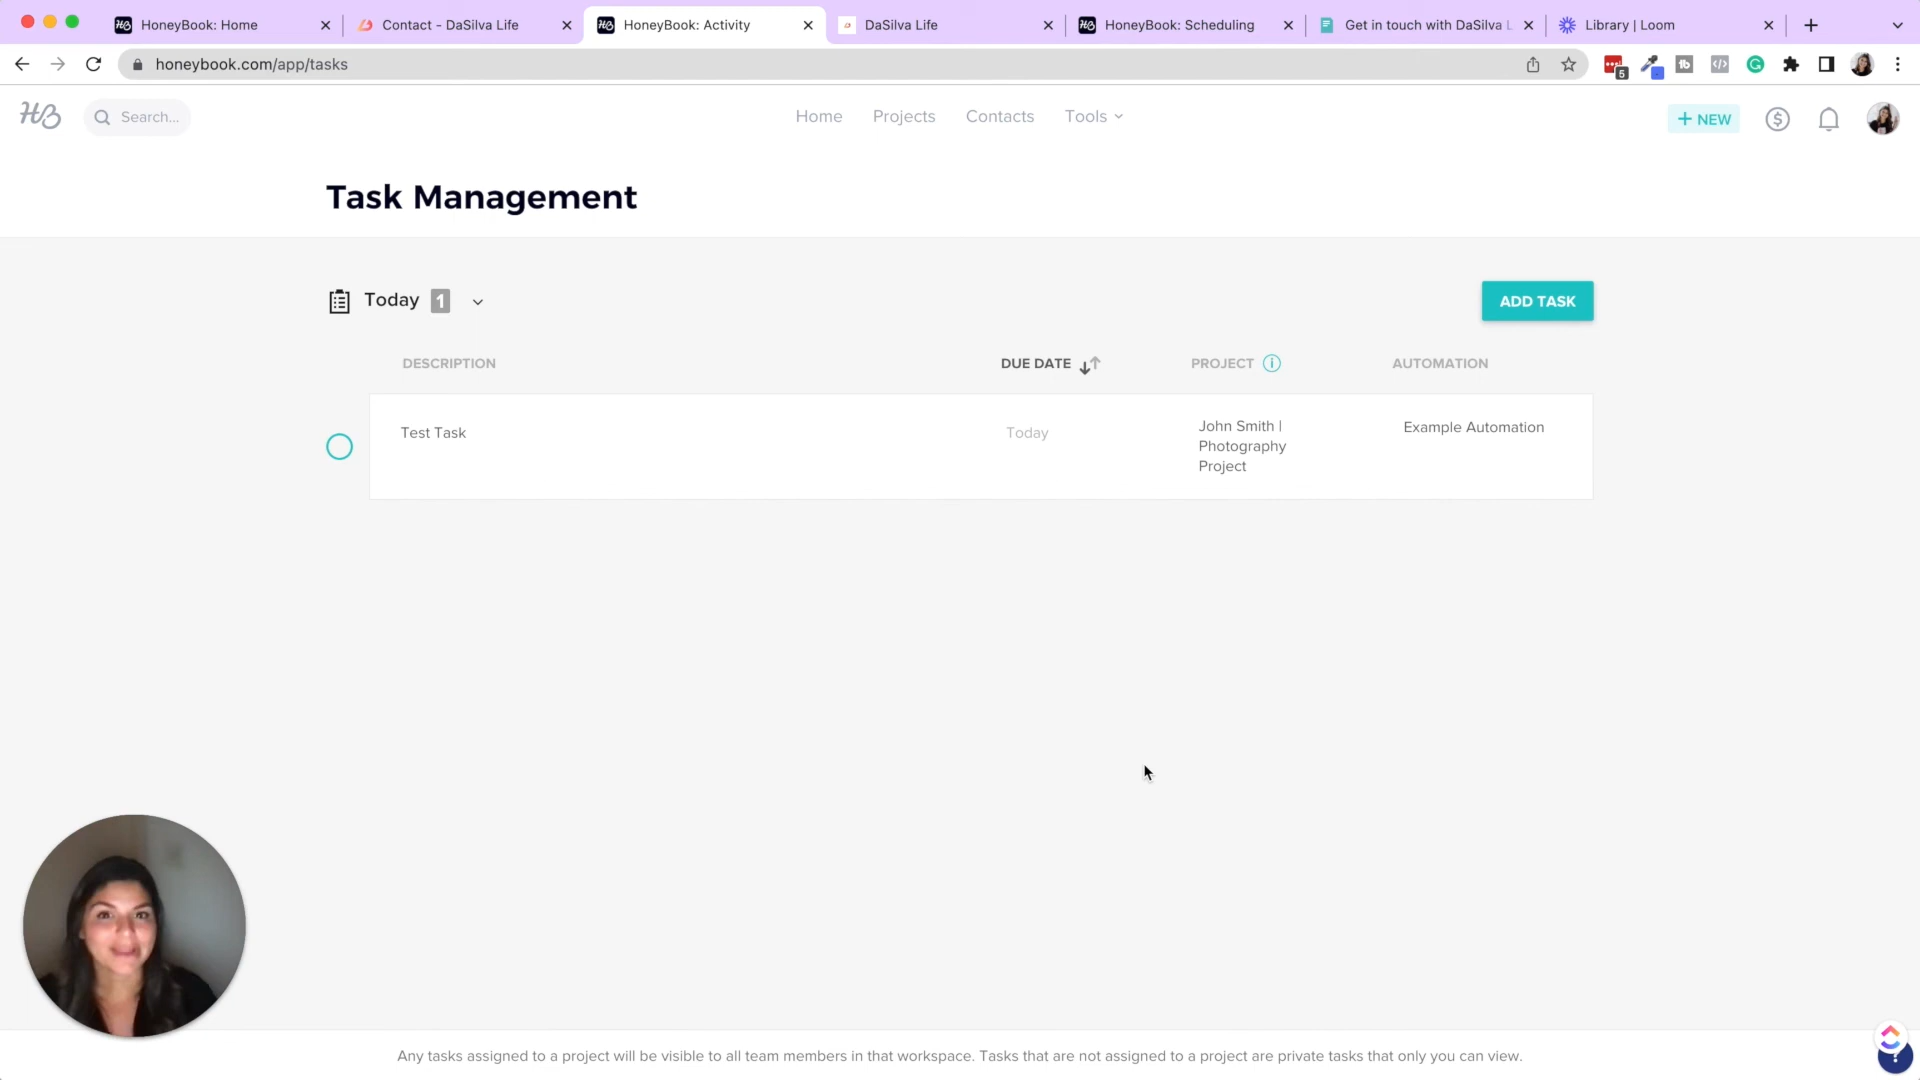 HoneyBook: Home
Contact – DaSilva Life
HoneyBook: Activity
DaSilva Life
HoneyBook: Scheduling
Get in touch with DaSilva L
Library | Loom
honeybook.com/app/tasks
5
HB
Search...
Home
Projects
Contacts
Tools
+ NEW
Task Management
Today 1
ADD TASK
DESCRIPTION
DUE DATE
PROJECT
AUTOMATION
Test Task
Today
John Smith |
Photography
Project
Example Automation
Any tasks assigned to a project will be visible to all team members in that workspace. Tasks that are not assigned to a project are private tasks that only you can view.